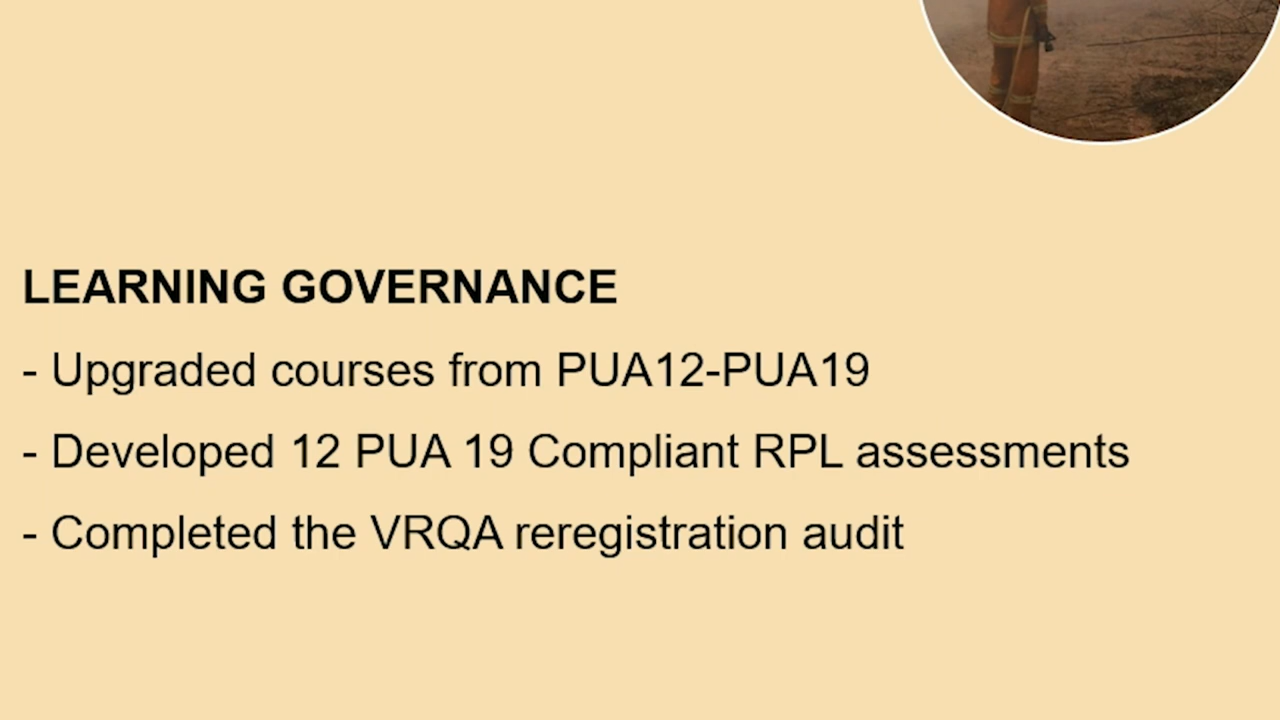 LEARNING GOVERNANCE
- Upgraded courses from PUA12-PUA19
- Developed 12 PUA 19 Compliant RPL assessments
- Completed the VRQA reregistration audit